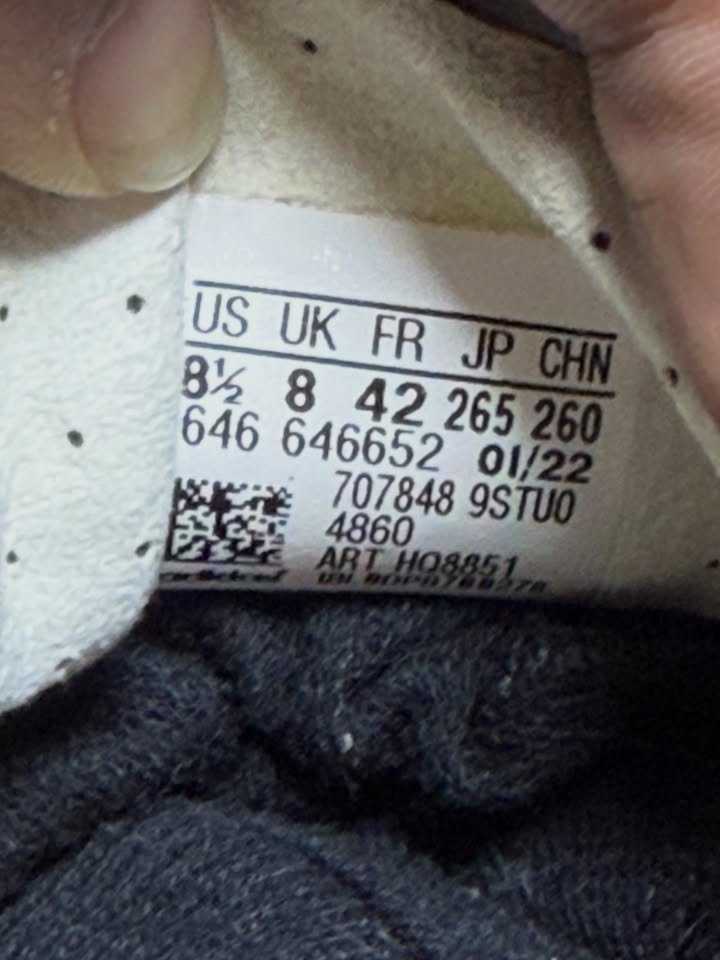 US UK FR JP CHN
8½ 8 42 265 260
646 646652 01/22
707848 9STU0
4860
ART HQ8851